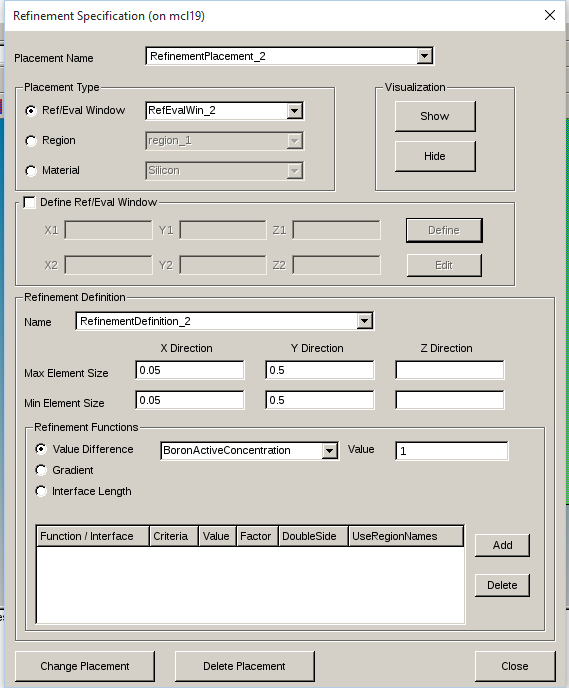 Refinement Specification (on mcl19)
Placement Name RefinementPlacement_2
Placement Type Visualization
Ref/Eval Window RefEvalWin_2 Show
Region region_1 Hide
Material Silicon
Define Ref/Eval Window
X1 Y1 Z1 Define
X2 Y2 Z2 Edit
Refinement Definition
Name RefinementDefinition_2
X Direction Y Direction Z Direction
Max Element Size 0.05 0.5
Min Element Size 0.05 0.5
Refinement Functions
Value Difference BoronActiveConcentration Value 1
Gradient
Interface Length
Function / Interface Criteria Value Factor DoubleSide UseRegionNames
Add
Delete
Change Placement Delete Placement Close